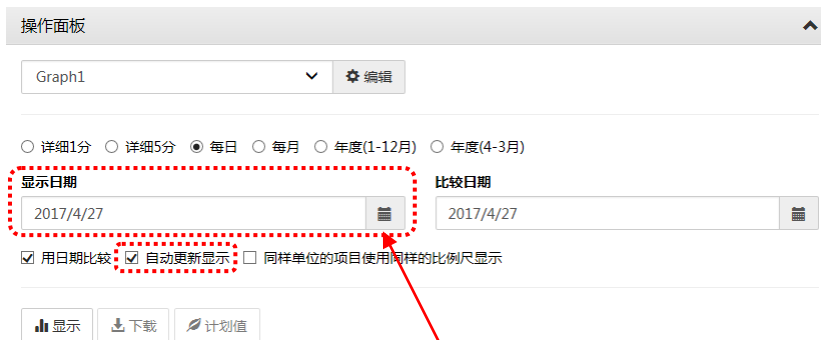 操作面板
Graph1 编辑
详细1分 详细5分 每日 每月 年度(1-12月) 年度(4-3月)
显示日期 比较日期
2017/4/27 2017/4/27
用日期比较 自动更新显示 同样单位的项目使用同样的比例尺显示
显示 下载 计划值